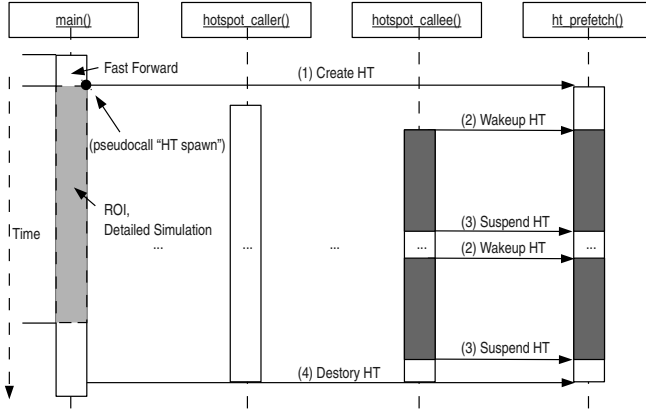 main()
hotspot_caller()
hotspot_callee()
ht_prefetch()
Fast Forward
(1) Create HT
(2) Wakeup HT
(pseudocall "HT spawn")
ROI,
Detailed Simulation
Time
(3) Suspend HT
...
...
...
...
...
(2) Wakeup HT
(3) Suspend HT
(4) Destory HT